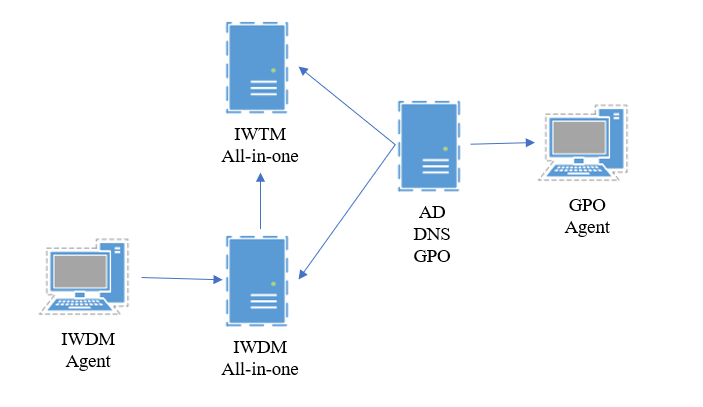 IWTM
All-in-one
AD
DNS
GPO
GPO
Agent
IWDM
Agent
IWDM
All-in-one